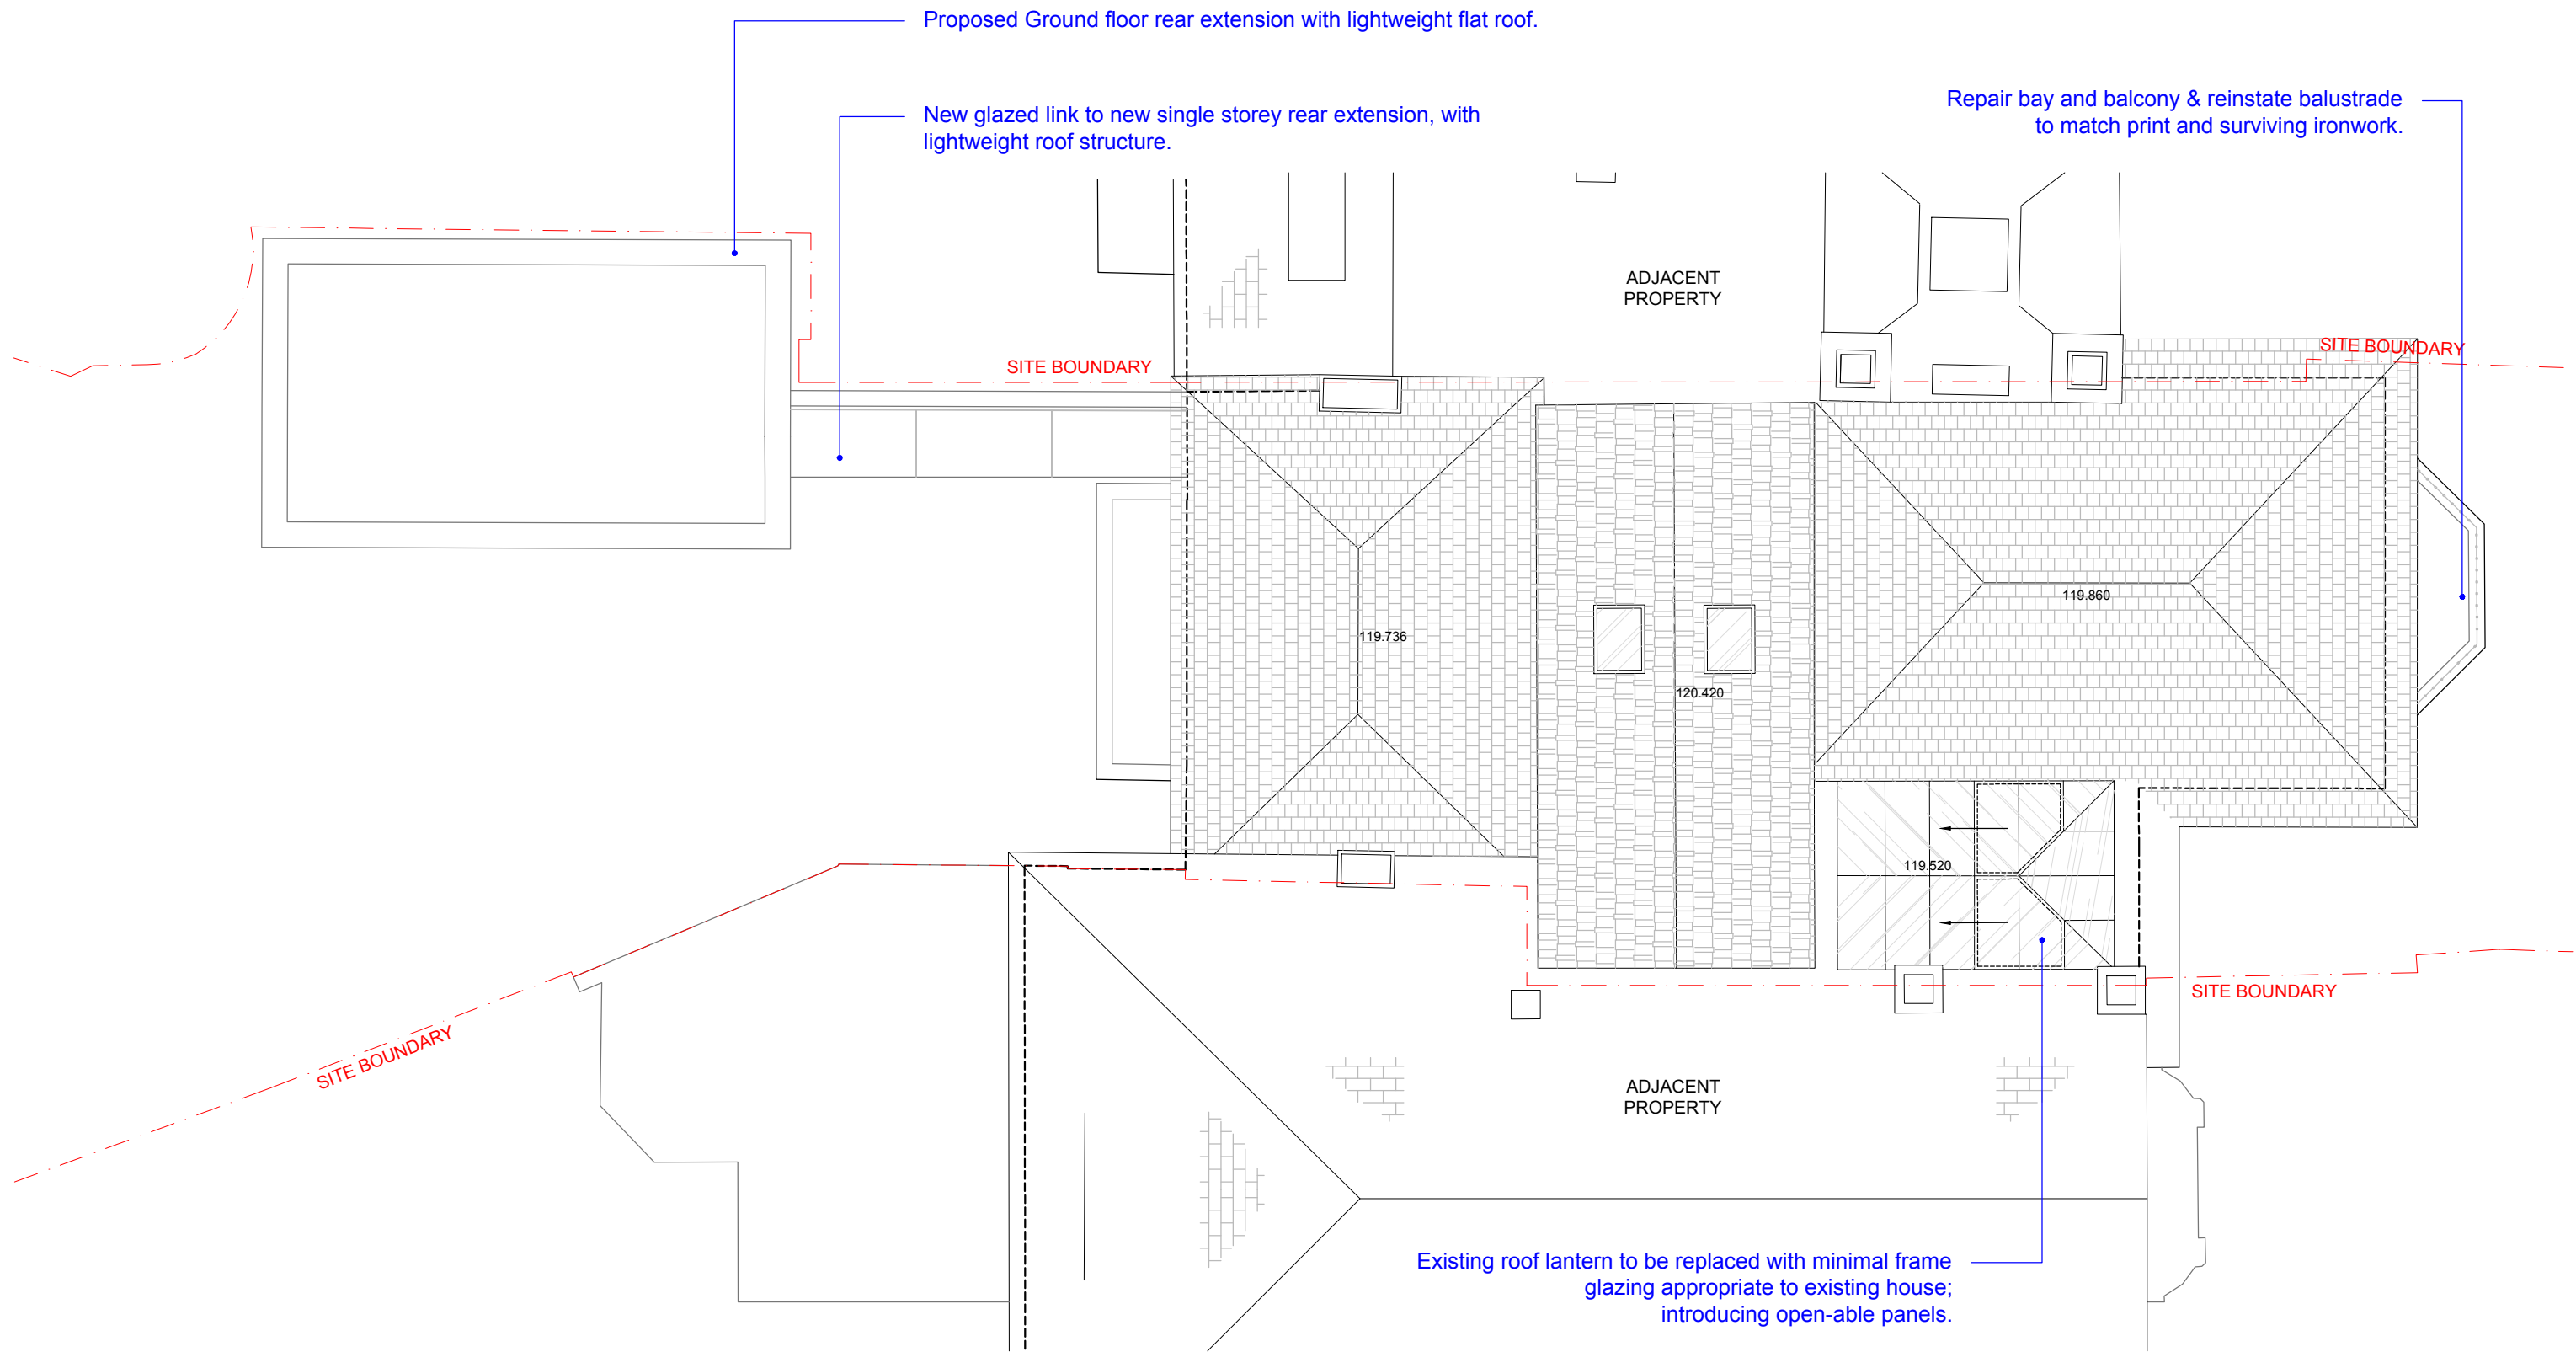 Proposed Ground floor rear extension with lightweight flat roof.
New glazed link to new single storey rear extension, with
lightweight roof structure.
Repair bay and balcony & reinstate balustrade
to match print and surviving ironwork.
ADJACENT
PROPERTY
SITE BOUNDARY
SITE BOUNDARY
119.860
119.736
120.420
119.520
SITE BOUNDARY
SITE BOUNDARY
ADJACENT
PROPERTY
Existing roof lantern to be replaced with minimal frame
glazing appropriate to existing house;
introducing open-able panels.